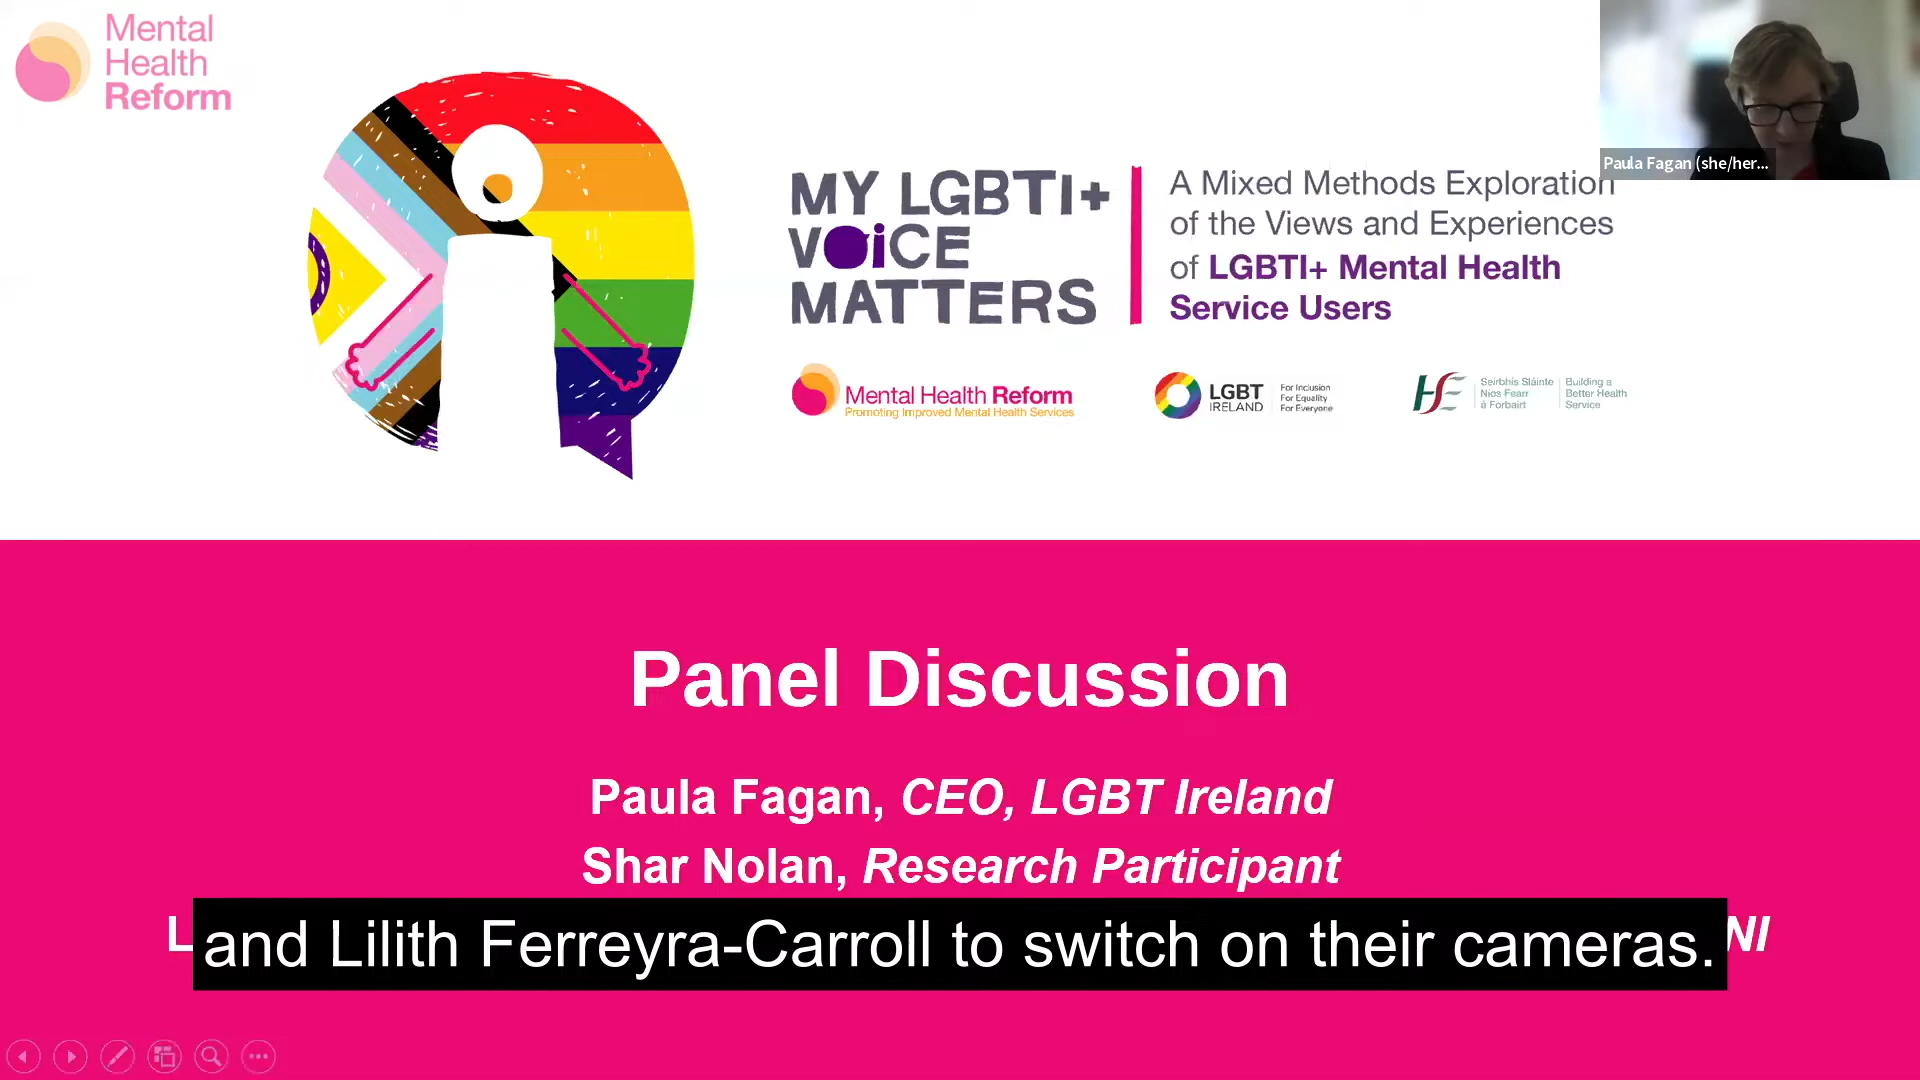 Mental
Health
Reform
Paula Fagan (she/her...
MY LGBTI+
VOiCE
MATTERS
A Mixed Methods Exploration
of the Views and Experiences
of LGBTI+ Mental Health
Service Users
Mental Health Reform
Promoting Improved Mental Health Services
LGBT
IRELAND
For Inclusion
For Equality
For Everyone
Seirbhís Sláinte
Níos Fearr
á Forbairt
Building a
Better Health
Service
Panel Discussion
Paula Fagan, CEO, LGBT Ireland
Shar Nolan, Research Participant
L
NI
and Lilith Ferreyra-Carroll to switch on their cameras.